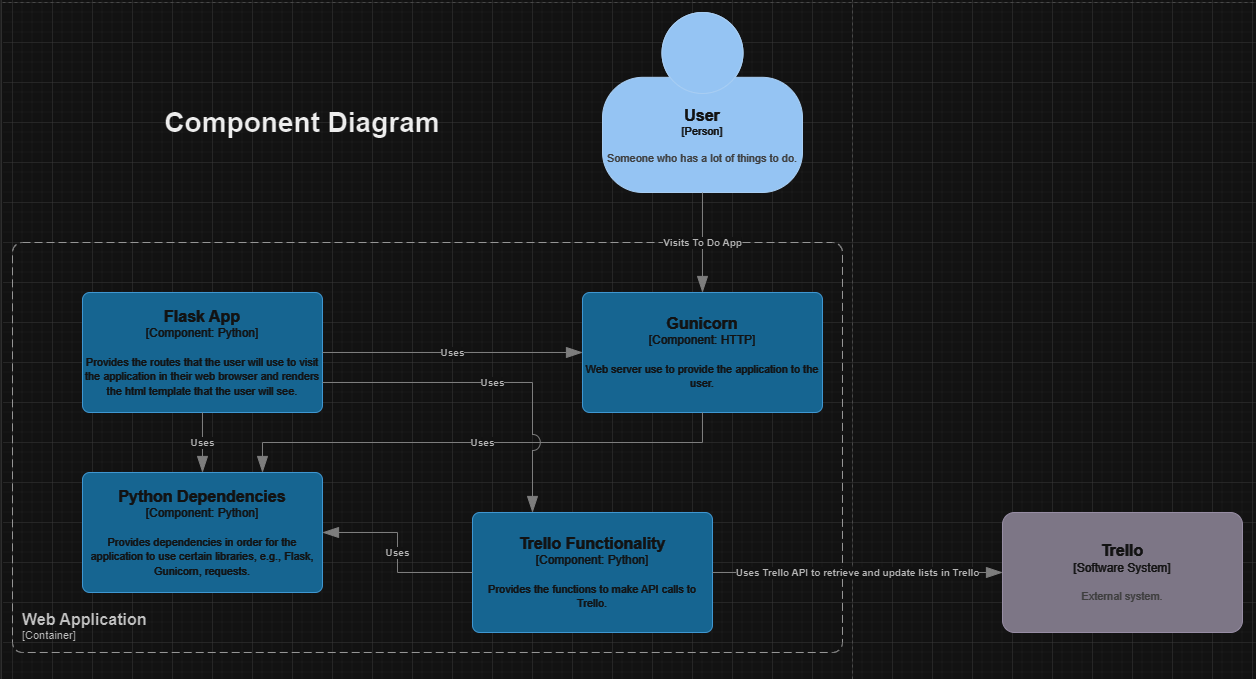 Component Diagram
User
[Person]
Someone who has a lot of things to do.
Visits To Do App
Flask App
[Component: Python]
Provides the routes that the user will use to visit
the application in their web browser and renders
the html template that the user will see.
Uses
Uses
Gunicorn
[Component: HTTP]
Web server use to provide the application to the
user.
Uses
Uses
Python Dependencies
[Component: Python]
Provides dependencies in order for the
application to use certain libraries, e.g., Flask,
Gunicorn, requests.
Uses
Trello Functionality
[Component: Python]
Provides the functions to make API calls to
Trello.
Uses Trello API to retrieve and update lists in Trello
Trello
[Software System]
External system.
Web Application
[Container]